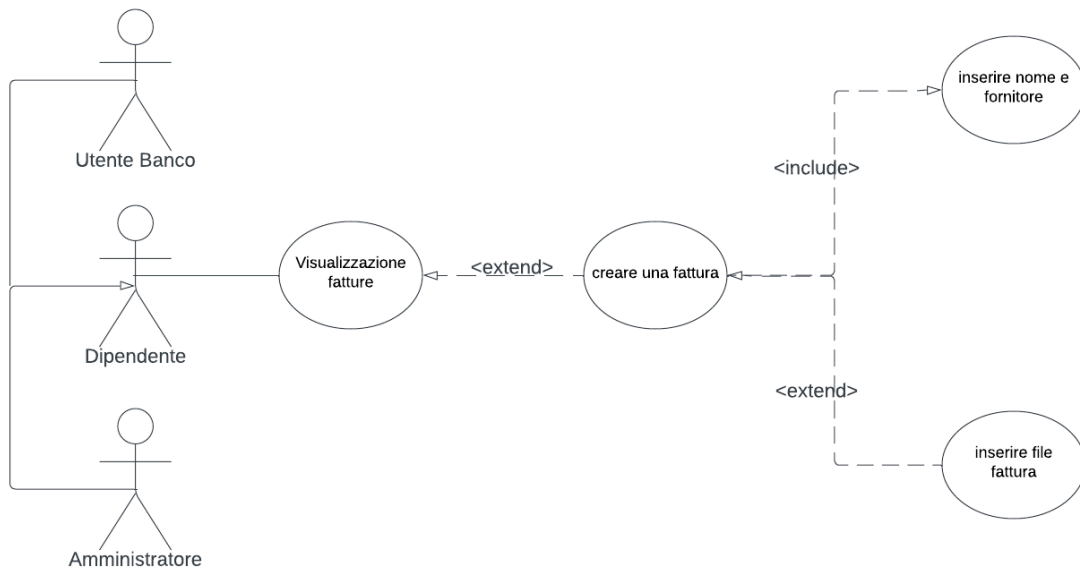 Utente Banco
Dipendente
Amministratore
Visualizzazione
fatture
<extend>
creare una fattura
<include>
<extend>
inserire nome e
fornitore
inserire file
fattura